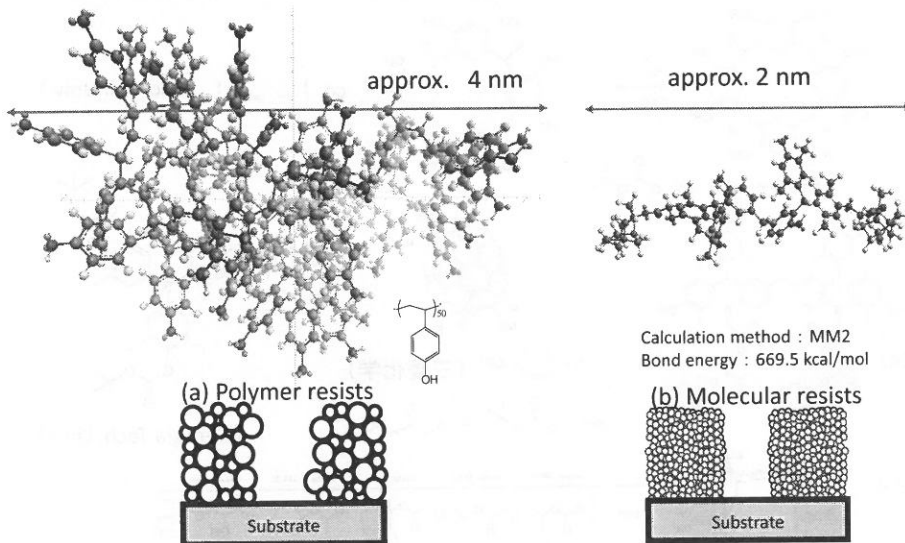 approx. 4 nm
approx. 2 nm
50
OH
Calculation method : MM2
Bond energy : 669.5 kcal/mol
(a) Polymer resists
(b) Molecular resists
Substrate
Substrate